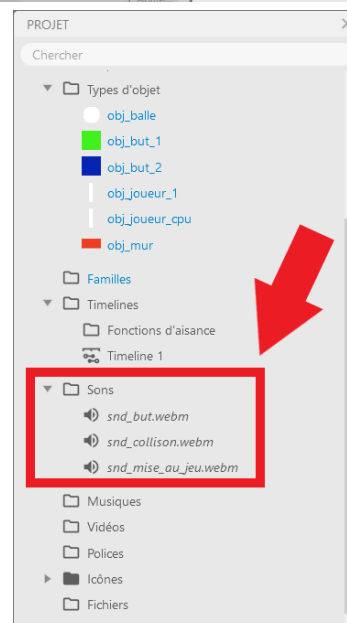 PROJET
Chercher
Types d'objet
obj_balle
obj_but_1
obj_but_2
obj_joueur_1
obj_joueur_cpu
obj_mur
Familles
Timelines
Fonctions d'aisance
Timeline 1
Sons
snd_but.webm
snd_collison.webm
snd_mise_au_jeu.webm
Musiques
Vidéos
Polices
Icônes
Fichiers